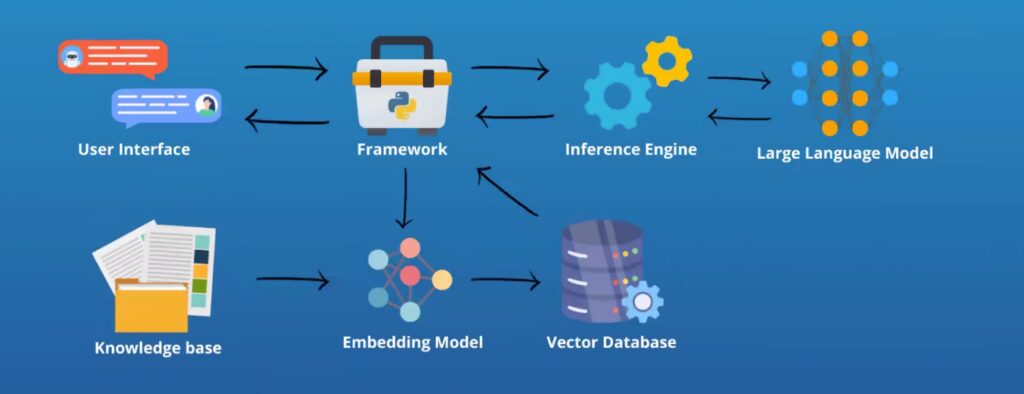 User Interface
Framework
Inference Engine
Large Language Model
Knowledge base
Embedding Model
Vector Database